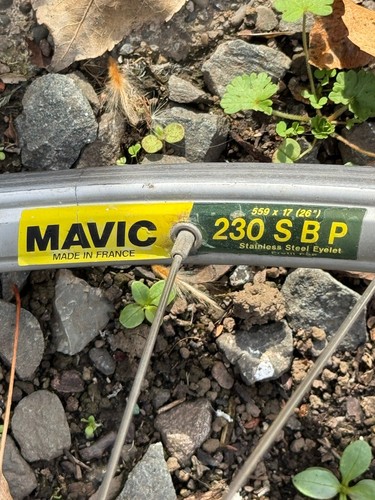 MAVIC
MADE IN FRANCE
559 x 17 (26")
230 SBP
Stainless Steel Eyelet